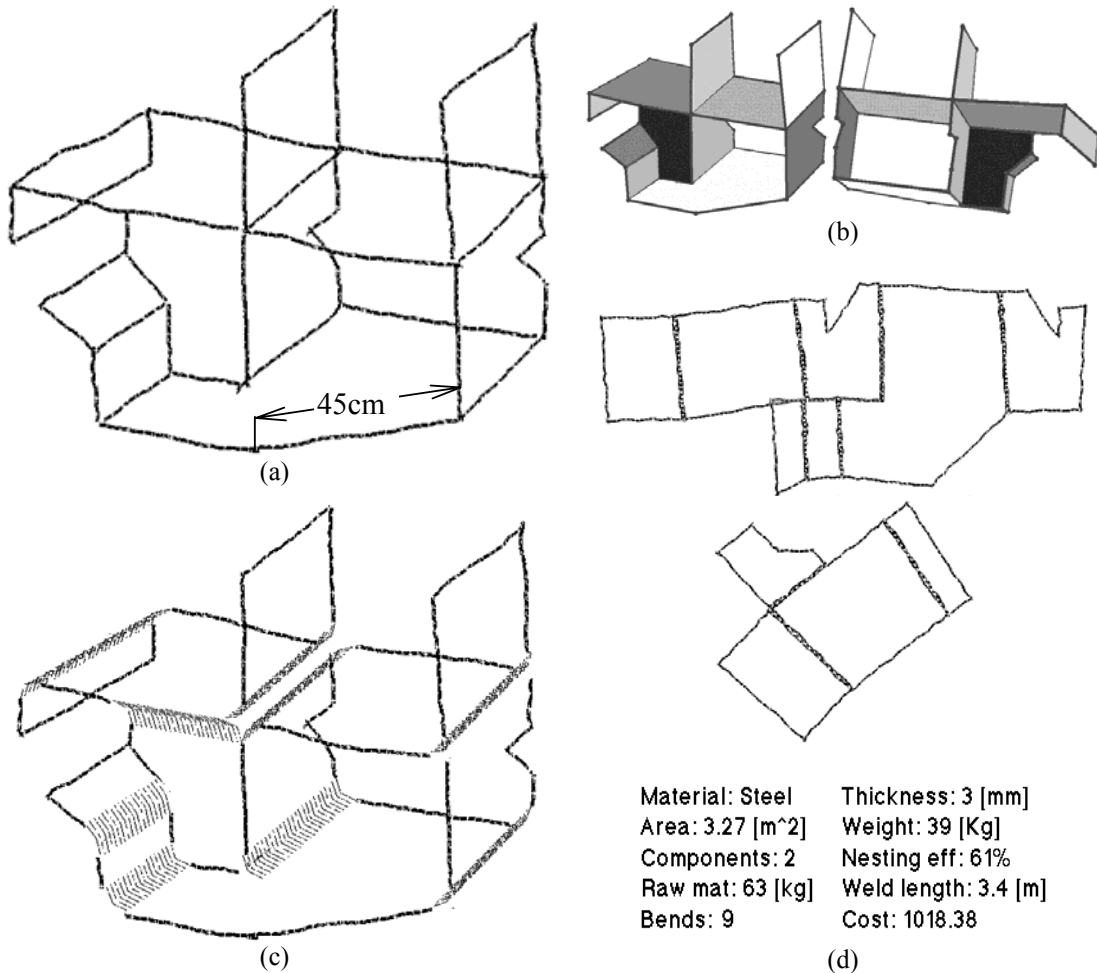 45cm
(a)
(b)
(c)
Material: Steel Thickness: 3 [mm]
Area: 3.27 [m^2] Weight: 39 [Kg]
Components: 2 Nesting eff: 61%
Raw mat: 63 [kg] Weld length: 3.4 [m]
Bends: 9 Cost: 1018.38
(d)